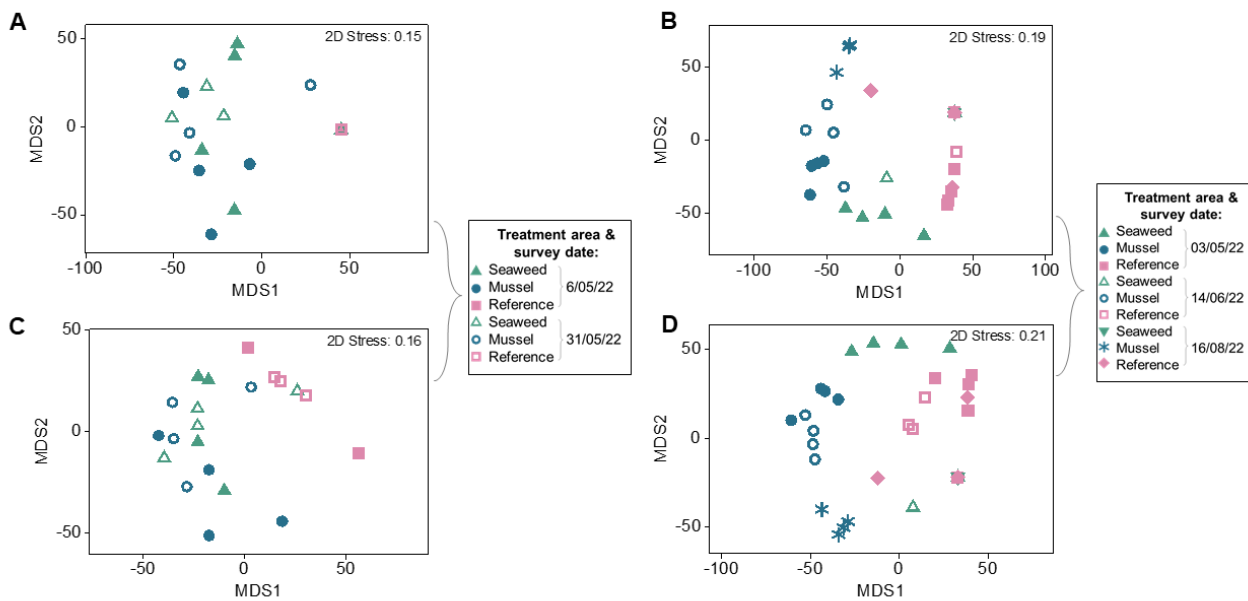 A
2D Stress: 0.15
50
0
-50
-100
-50
0
50
MDS2
MDS1
B
2D Stress: 0.19
50
0
-50
-100
-50
0
50
100
MDS2
MDS1
Treatment area &
survey date:
Seaweed
Mussel 6/05/22
Reference
Seaweed
Mussel 31/05/22
Reference
Treatment area &
survey date:
Seaweed
Mussel 03/05/22
Reference
Seaweed
Mussel 14/06/22
Reference
Seaweed
Mussel 16/08/22
Reference
C
2D Stress: 0.16
50
0
-50
-50
0
50
MDS2
MDS1
D
2D Stress: 0.21
50
0
-50
-100
-50
0
50
100
MDS2
MDS1